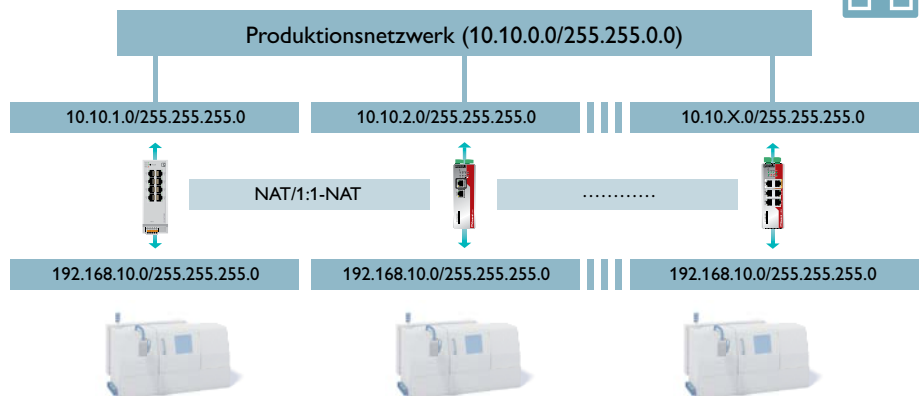 Produktionsnetzwerk (10.10.0.0/255.255.0.0)
10.10.1.0/255.255.255.0
10.10.2.0/255.255.255.0
10.10.X.0/255.255.255.0
NAT/1:1-NAT
............
192.168.10.0/255.255.255.0
192.168.10.0/255.255.255.0
192.168.10.0/255.255.255.0